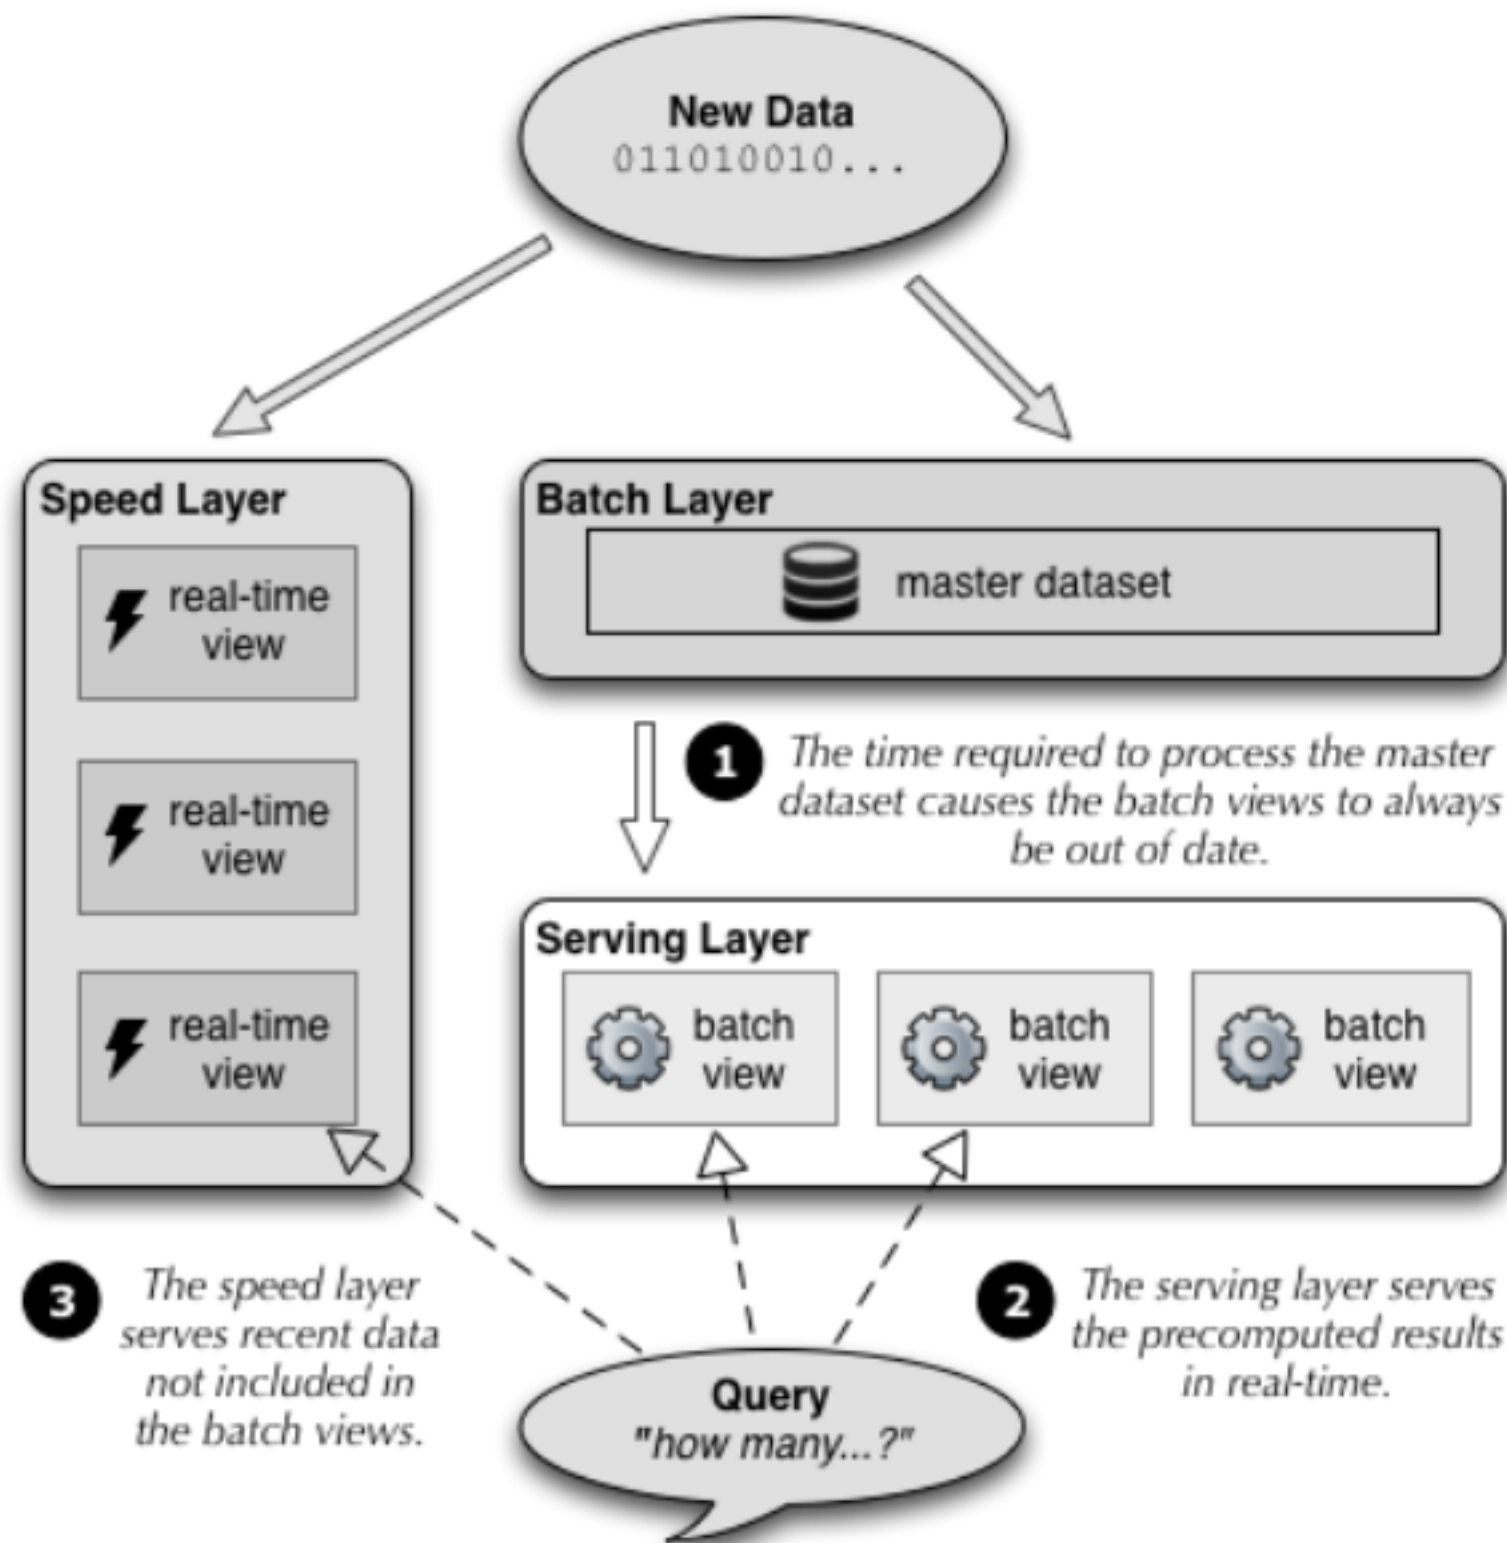 New Data
011010010...
Speed Layer
real-time
view
real-time
view
real-time
view
Batch Layer
master dataset
1
The time required to process the master
dataset causes the batch views to always
be out of date.
Serving Layer
batch
view
batch
view
batch
view
3
The speed layer
serves recent data
not included in
the batch views.
2
The serving layer serves
the precomputed results
in real-time.
Query
"how many...?"